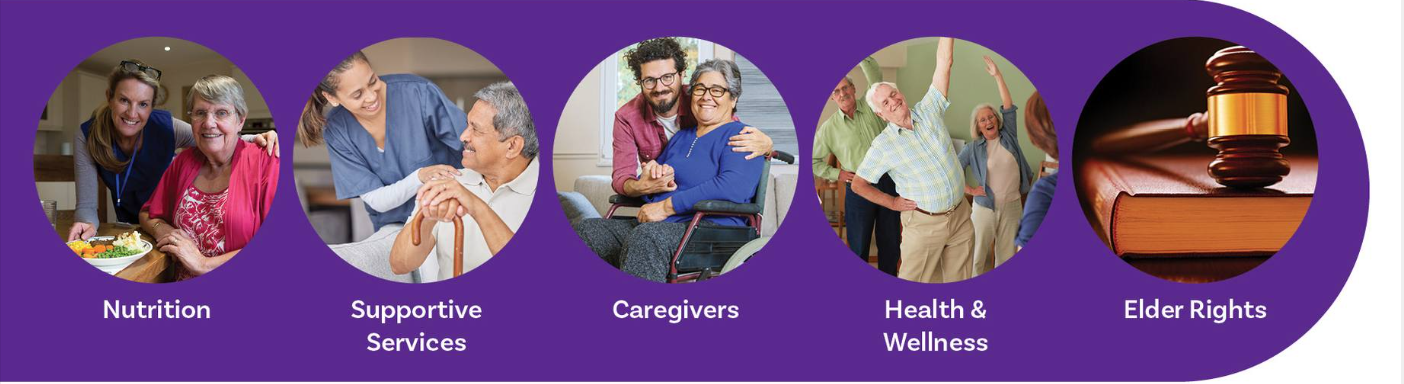 Nutrition
Supportive
Services
Caregivers
Health &
Wellness
Elder Rights